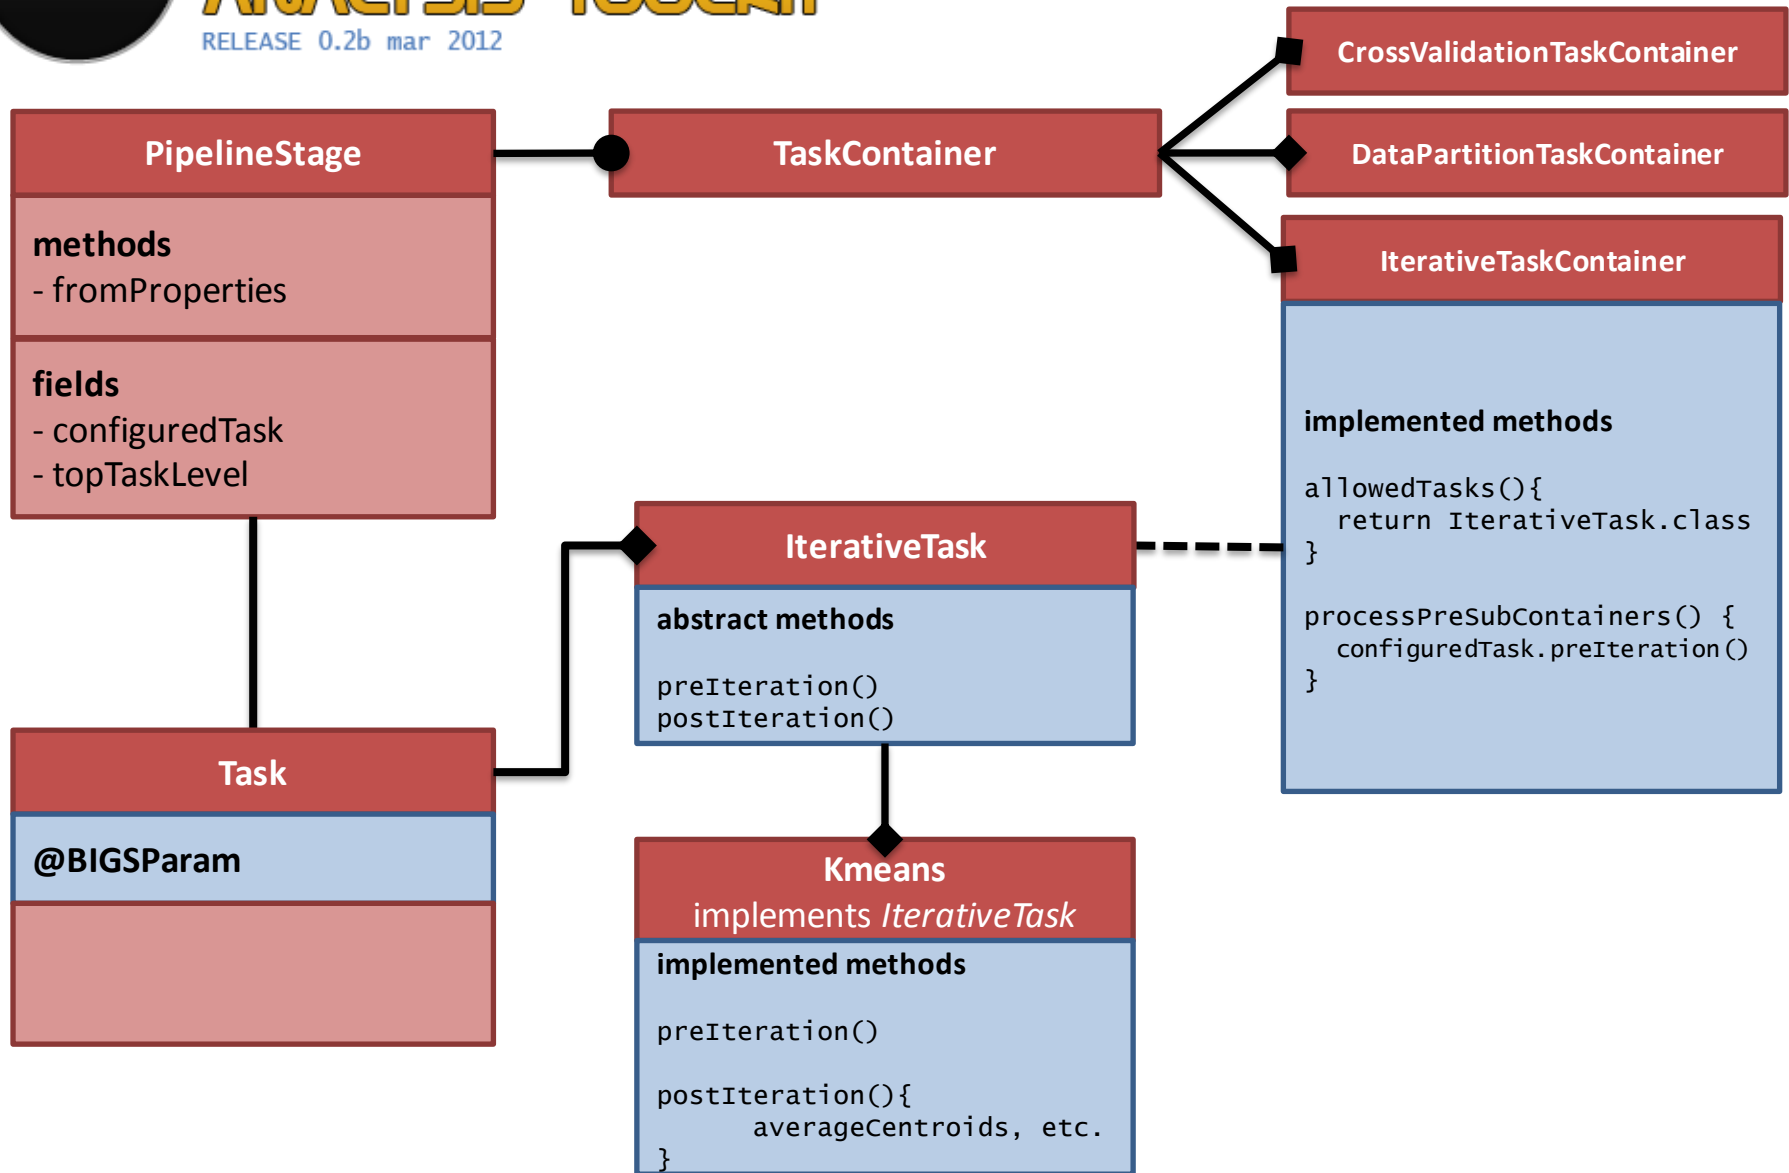 ANALYSIS TOOLKIT
RELEASE 0.2b mar 2012
PipelineStage
methods
- fromProperties
fields
- configuredTask
- topTaskLevel
TaskContainer
CrossValidationTaskContainer
DataPartitionTaskContainer
IterativeTaskContainer
implemented methods
allowedTasks(){
return IterativeTask.class
}
processPreSubContainers() {
configuredTask.preIteration()
}
IterativeTask
abstract methods
preIteration()
postIteration()
Task
@BIGSParam
Kmeans
implements IterativeTask
implemented methods
preIteration()
postIteration(){
averageCentroids, etc.
}